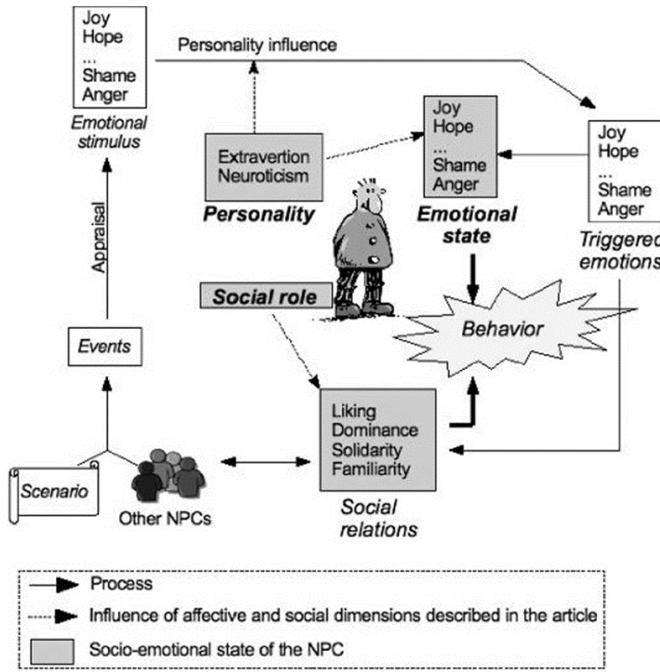 Joy
Hope
...
Shame
Anger
Emotional
stimulus
Personality influence
Extravertion
Neuroticism
Personality
Joy
Hope
...
Shame
Anger
Emotional
state
Joy
Hope
...
Shame
Anger
Triggered
emotions
Appraisal
Social role
Behavior
Events
Liking
Dominance
Solidarity
Familiarity
Social
relations
Scenario
Other NPCs
Process
Influence of affective and social dimensions described in the article
Socio-emotional state of the NPC